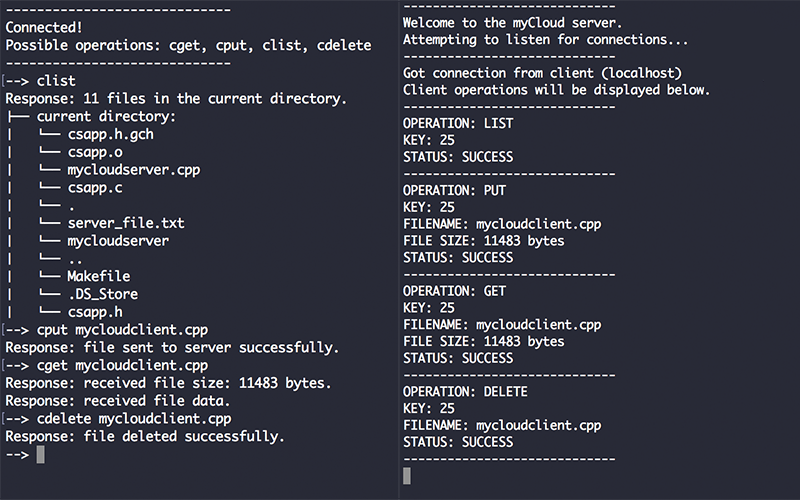 -------------------------------
Connected!
Possible operations: cget, cput, clist, cdelete
-------------------------------
[--> clist
Response: 11 files in the current directory.
├── current directory:
|   └── csapp.h.gch
|   └── csapp.o
|   └── mycloudserver.cpp
|   └── csapp.c
|   └── .
|   └── server_file.txt
|   └── mycloudserver
|   └── ..
|   └── Makefile
|   └── .DS_Store
|   └── csapp.h
[--> cput mycloudclient.cpp
Response: file sent to server successfully.
[--> cget mycloudclient.cpp
Response: received file size: 11483 bytes.
Response: received file data.
[--> cdelete mycloudclient.cpp
Response: file deleted successfully.
-->
-----------------------------
Welcome to the myCloud server.
Attempting to listen for connections...
-----------------------------
Got connection from client (localhost)
Client operations will be displayed below.
-----------------------------
OPERATION: LIST
KEY: 25
STATUS: SUCCESS
-----------------------------
OPERATION: PUT
KEY: 25
FILENAME: mycloudclient.cpp
FILE SIZE: 11483 bytes
STATUS: SUCCESS
-----------------------------
OPERATION: GET
KEY: 25
FILENAME: mycloudclient.cpp
FILE SIZE: 11483 bytes
STATUS: SUCCESS
-----------------------------
OPERATION: DELETE
KEY: 25
FILENAME: mycloudclient.cpp
STATUS: SUCCESS
-----------------------------